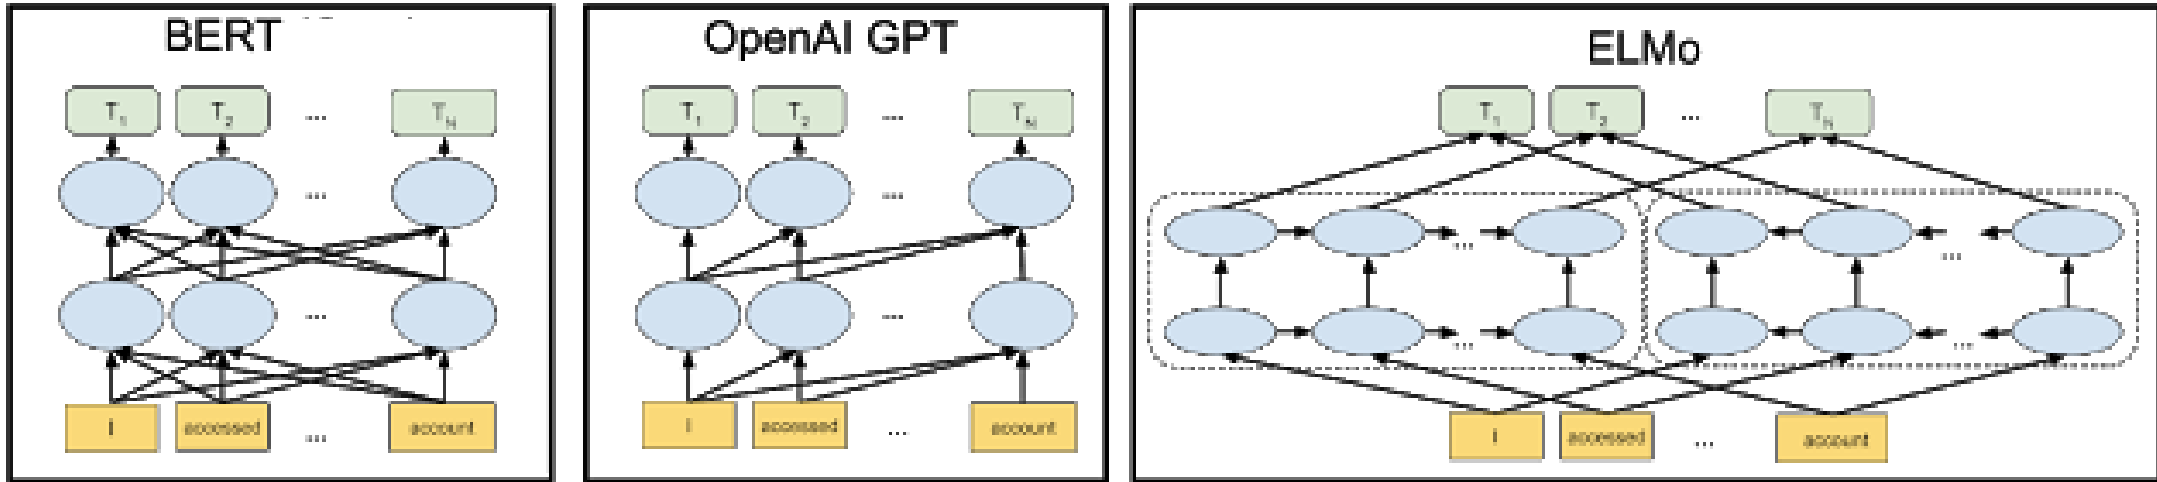 BERT
T1 T2 ... TN
...
...
I accessed ... account
OpenAI GPT
T1 T2 ... TN
...
...
I accessed ... account
ELMo
T1 T2 ... TN
... ...
... ...
I accessed ... account